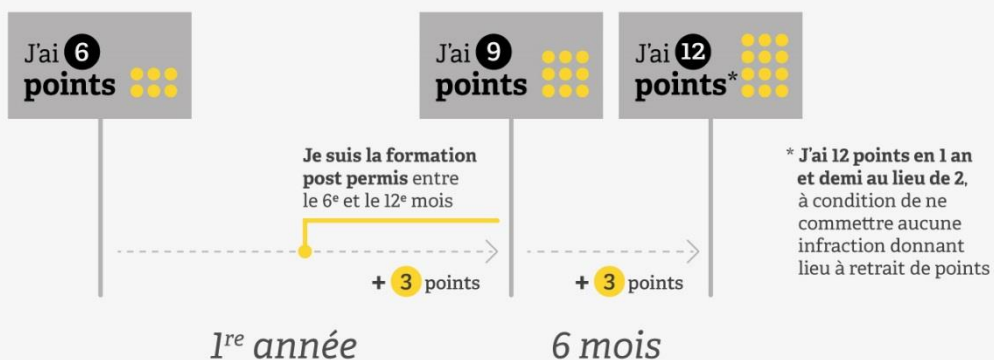 J'ai 6
points
J'ai 9
points
J'ai 12
points*
Je suis la formation
post permis entre
le 6e et le 12e mois
* J'ai 12 points en 1 an
et demi au lieu de 2,
à condition de ne
commettre aucune
infraction donnant
lieu à retrait de points
+ 3 points
+ 3 points
1re année
6 mois